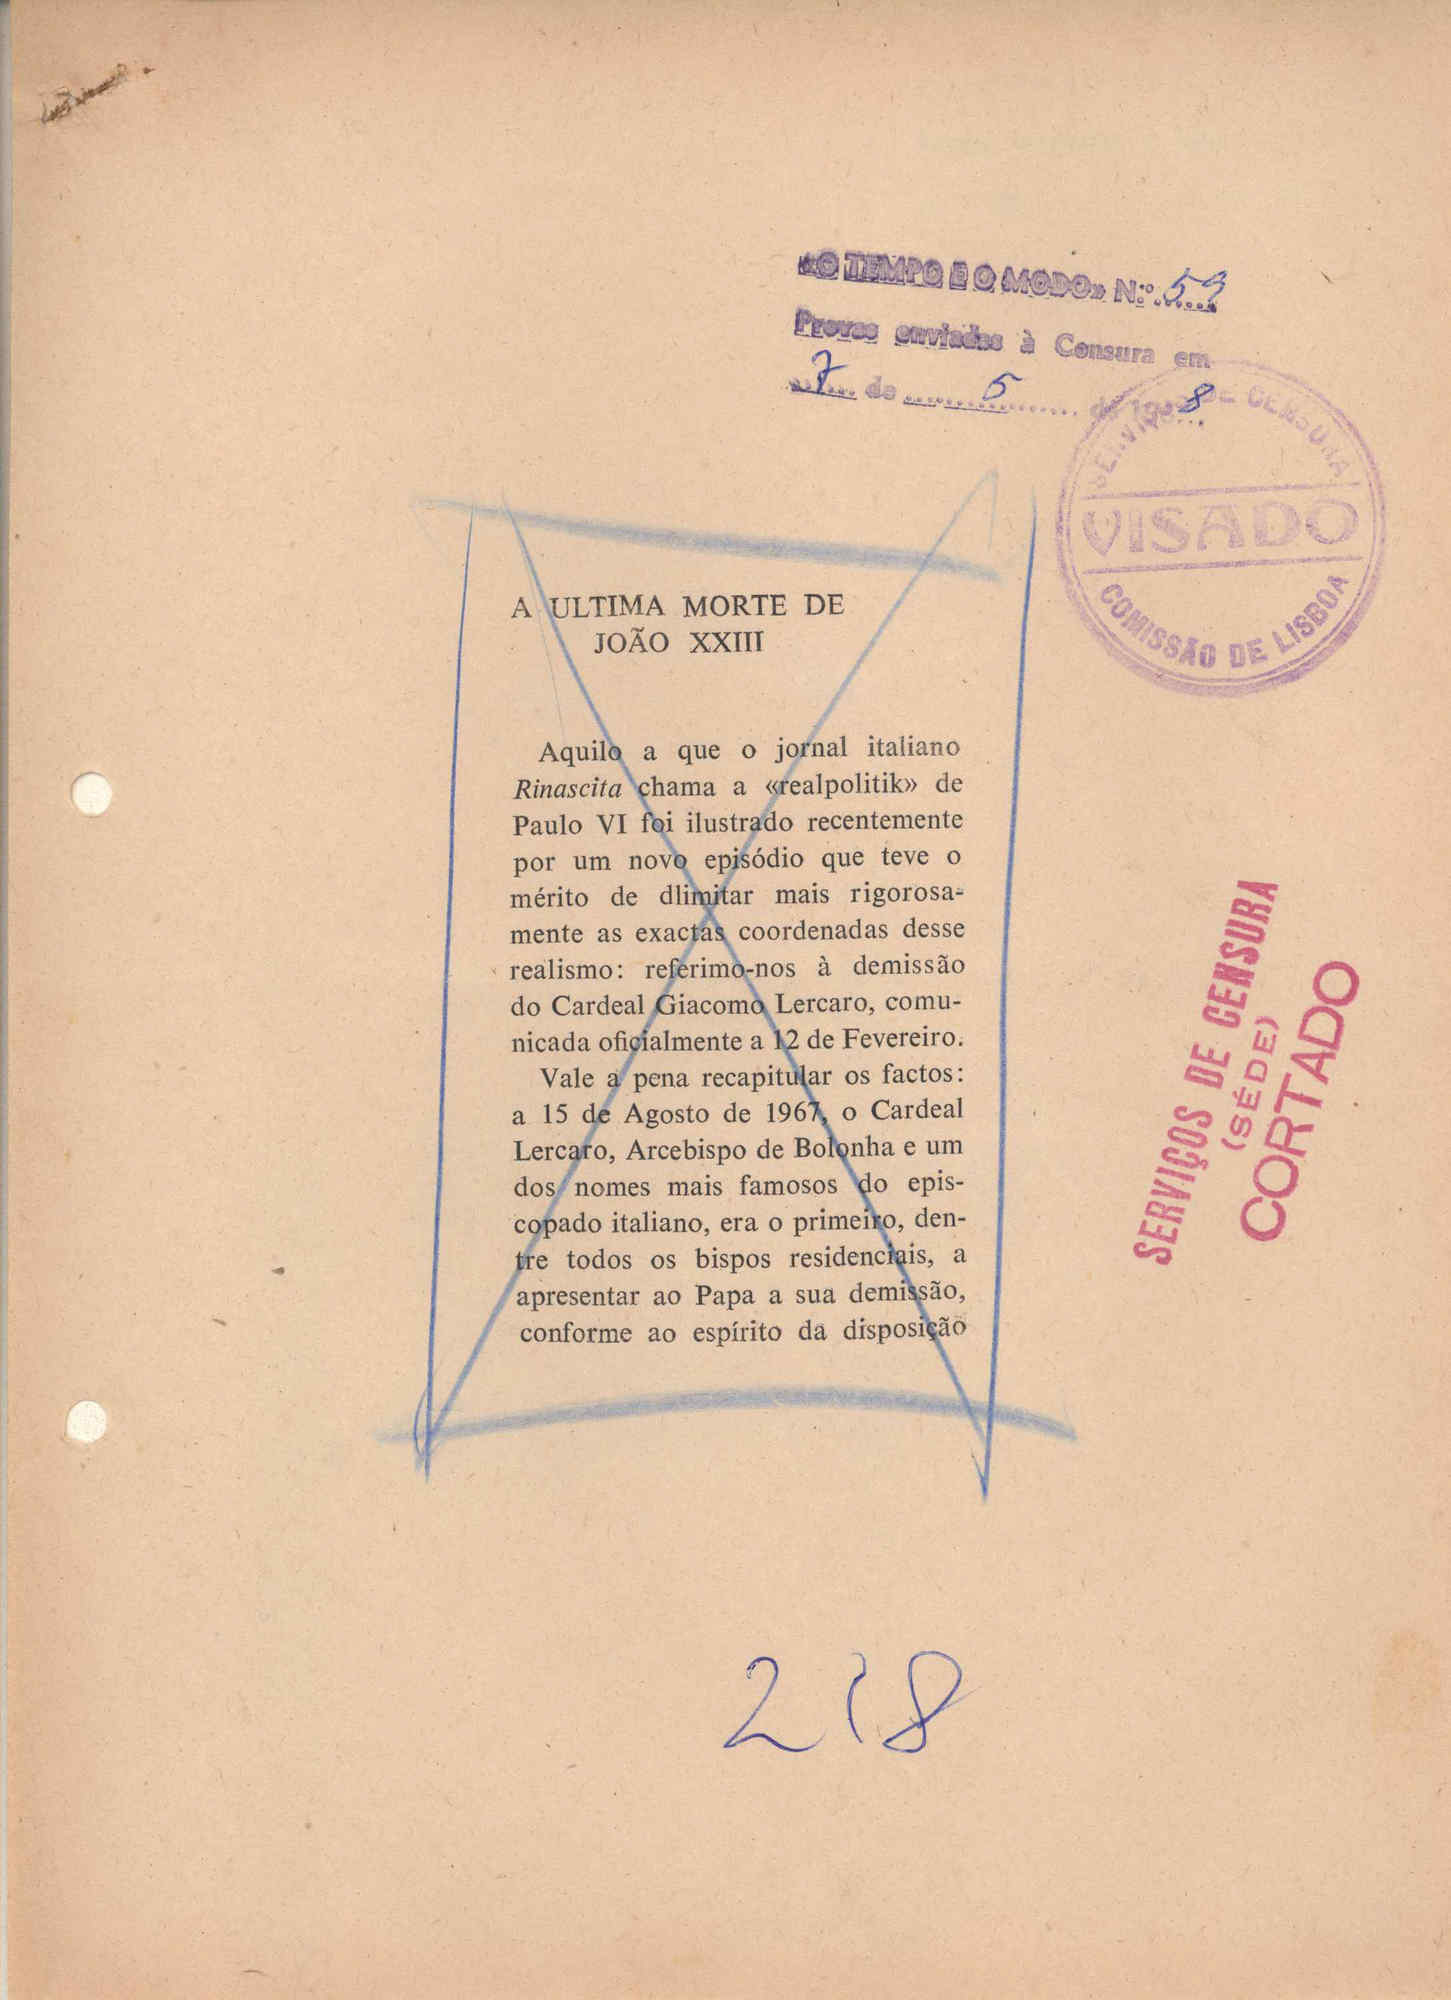 «O TEMPO E O MODO» N.º 59
Provas enviadas à Censura em
7 de 5 de 1968
SERVIÇOS DE CENSURA
VISADO
COMISSÃO DE LISBOA
A ULTIMA MORTE DE
JOÃO XXIII
Aquilo a que o jornal italiano
Rinascita chama a «realpolitik» de
Paulo VI foi ilustrado recentemente
por um novo episódio que teve o
mérito de dlimitar mais rigorosa-
mente as exactas coordenadas desse
realismo: referimo-nos à demissão
do Cardeal Giacomo Lercaro, comu-
nicada oficialmente a 12 de Fevereiro.
Vale a pena recapitular os factos:
a 15 de Agosto de 1967, o Cardeal
Lercaro, Arcebispo de Bolonha e um
dos nomes mais famosos do epis-
copado italiano, era o primeiro, den-
tre todos os bispos residenciais, a
apresentar ao Papa a sua demissão,
conforme ao espírito da disposição
SERVIÇOS DE CENSURA
(SÉDE)
CORTADO
218